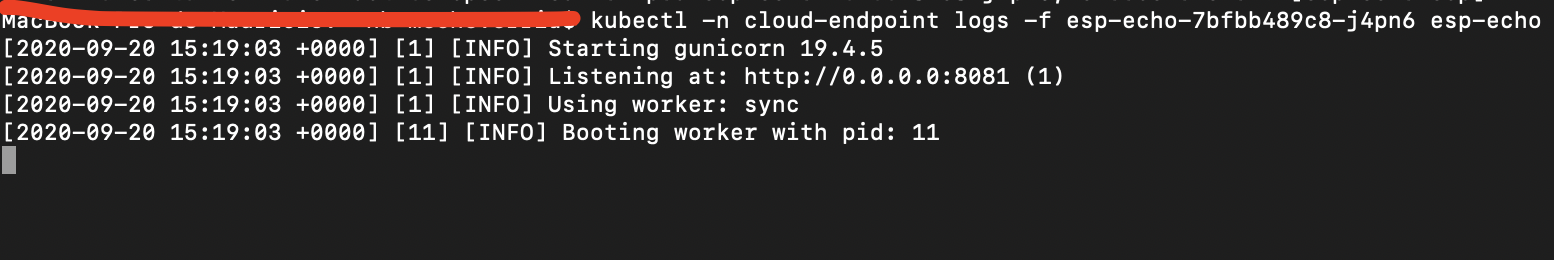 MacBook kubectl -n cloud-endpoint logs -f esp-echo-7bfbb489c8-j4pn6 esp-echo
[2020-09-20 15:19:03 +0000] [1] [INFO] Starting gunicorn 19.4.5
[2020-09-20 15:19:03 +0000] [1] [INFO] Listening at: http://0.0.0.0:8081 (1)
[2020-09-20 15:19:03 +0000] [1] [INFO] Using worker: sync
[2020-09-20 15:19:03 +0000] [11] [INFO] Booting worker with pid: 11